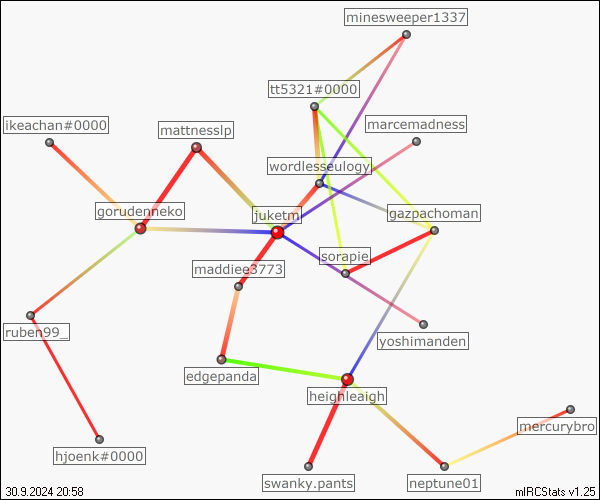 minesweeper1337
tt5321#0000
ikeachan#0000
mattnesslp
marcemadness
wordlesseulogy
gorudenneko
juketm
gazpachoman
sorapie
maddiee3773
ruben99_
yoshimanden
edgepanda
heighleaigh
mercurybro
hjoenk#0000
swanky.pants
neptune01
30.9.2024 20:58
mIRCStats v1.25